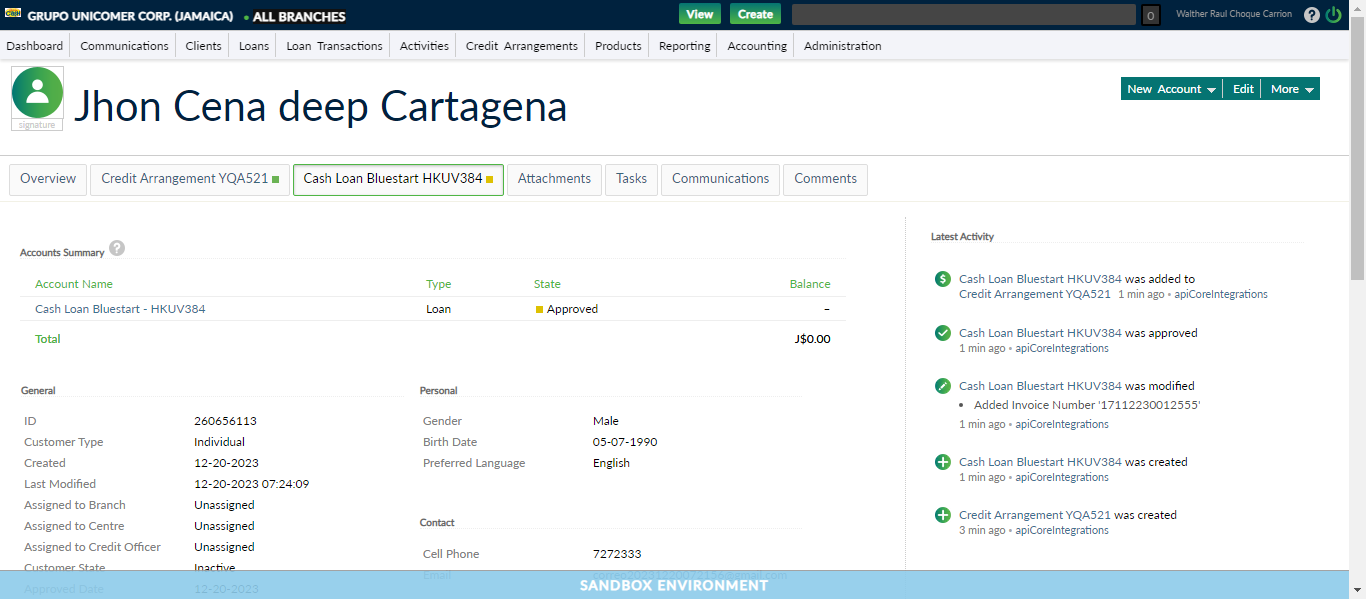 GRUPO UNICOMER CORP. (JAMAICA) • ALL BRANCHES View Create 0 Walther Raul Choque Carrion ?
Dashboard Communications Clients Loans Loan Transactions Activities Credit Arrangements Products Reporting Accounting Administration
Jhon Cena deep Cartagena
signature
New Account Edit More
Overview Credit Arrangement YQA521 Cash Loan Bluestart HKUV384 Attachments Tasks Communications Comments
Accounts Summary ?
Account Name Type State Balance
Cash Loan Bluestart - HKUV384 Loan Approved –
Total J$0.00
General
ID 260656113
Customer Type Individual
Created 12-20-2023
Last Modified 12-20-2023 07:24:09
Assigned to Branch Unassigned
Assigned to Centre Unassigned
Assigned to Credit Officer Unassigned
Customer State Inactive
Approved Date 12-20-2023
Personal
Gender Male
Birth Date 05-07-1990
Preferred Language English
Contact
Cell Phone 7272333
Email
Latest Activity
$ Cash Loan Bluestart HKUV384 was added to
Credit Arrangement YQA521 1 min ago • apiCoreIntegrations
Cash Loan Bluestart HKUV384 was approved
1 min ago • apiCoreIntegrations
Cash Loan Bluestart HKUV384 was modified
• Added Invoice Number '17112230012555'
1 min ago • apiCoreIntegrations
Cash Loan Bluestart HKUV384 was created
1 min ago • apiCoreIntegrations
Credit Arrangement YQA521 was created
3 min ago • apiCoreIntegrations
SANDBOX ENVIRONMENT